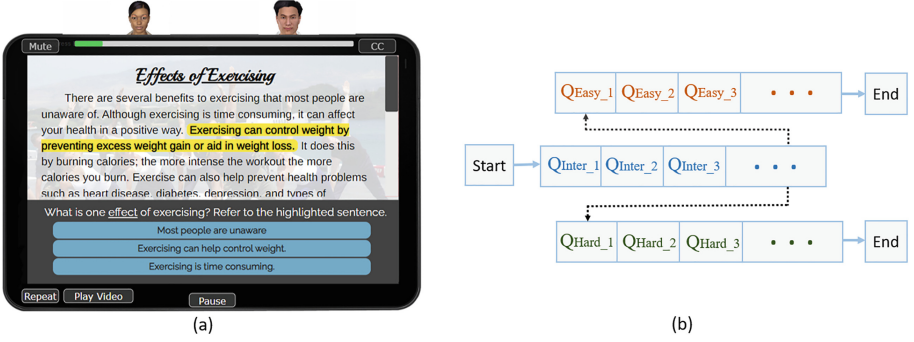 Mute
CC
Effects of Exercising
There are several benefits to exercising that most people are
unaware of. Although exercising is time consuming, it can affect
your health in a positive way. Exercising can control weight by
preventing excess weight gain or aid in weight loss. It does this
by burning calories; the more intense the workout the more
calories you burn. Exercise can also help prevent health problems
such as heart disease, diabetes, depression, and types of
What is one effect of exercising? Refer to the highlighted sentence.
Most people are unaware
Exercising can help control weight.
Exercising is time consuming.
Repeat
Play Video
Pause
(a)
QEasy_1 QEasy_2 QEasy_3 • • • End
Start QInter_1 QInter_2 QInter_3 • • •
QHard_1 QHard_2 QHard_3 • • • End
(b)